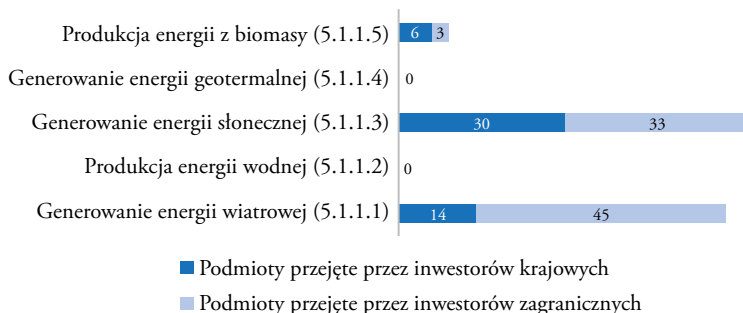 Produkcja energii z biomasy (5.1.1.5) 6 3
Generowanie energii geotermalnej (5.1.1.4) 0
Generowanie energii słonecznej (5.1.1.3) 30 33
Produkcja energii wodnej (5.1.1.2) 0
Generowanie energii wiatrowej (5.1.1.1) 14 45
Podmioty przejęte przez inwestorów krajowych
Podmioty przejęte przez inwestorów zagranicznych